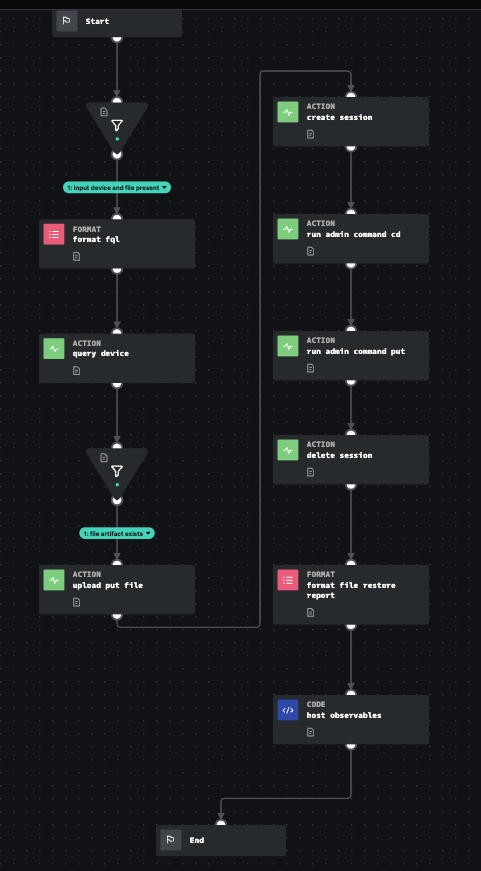 Start
1: input device and file present
FORMAT
format fql
ACTION
query device
1: file artifact exists
ACTION
upload put file
ACTION
create session
ACTION
run admin command cd
ACTION
run admin command put
ACTION
delete session
FORMAT
format file restore
report
CODE
host observables
End